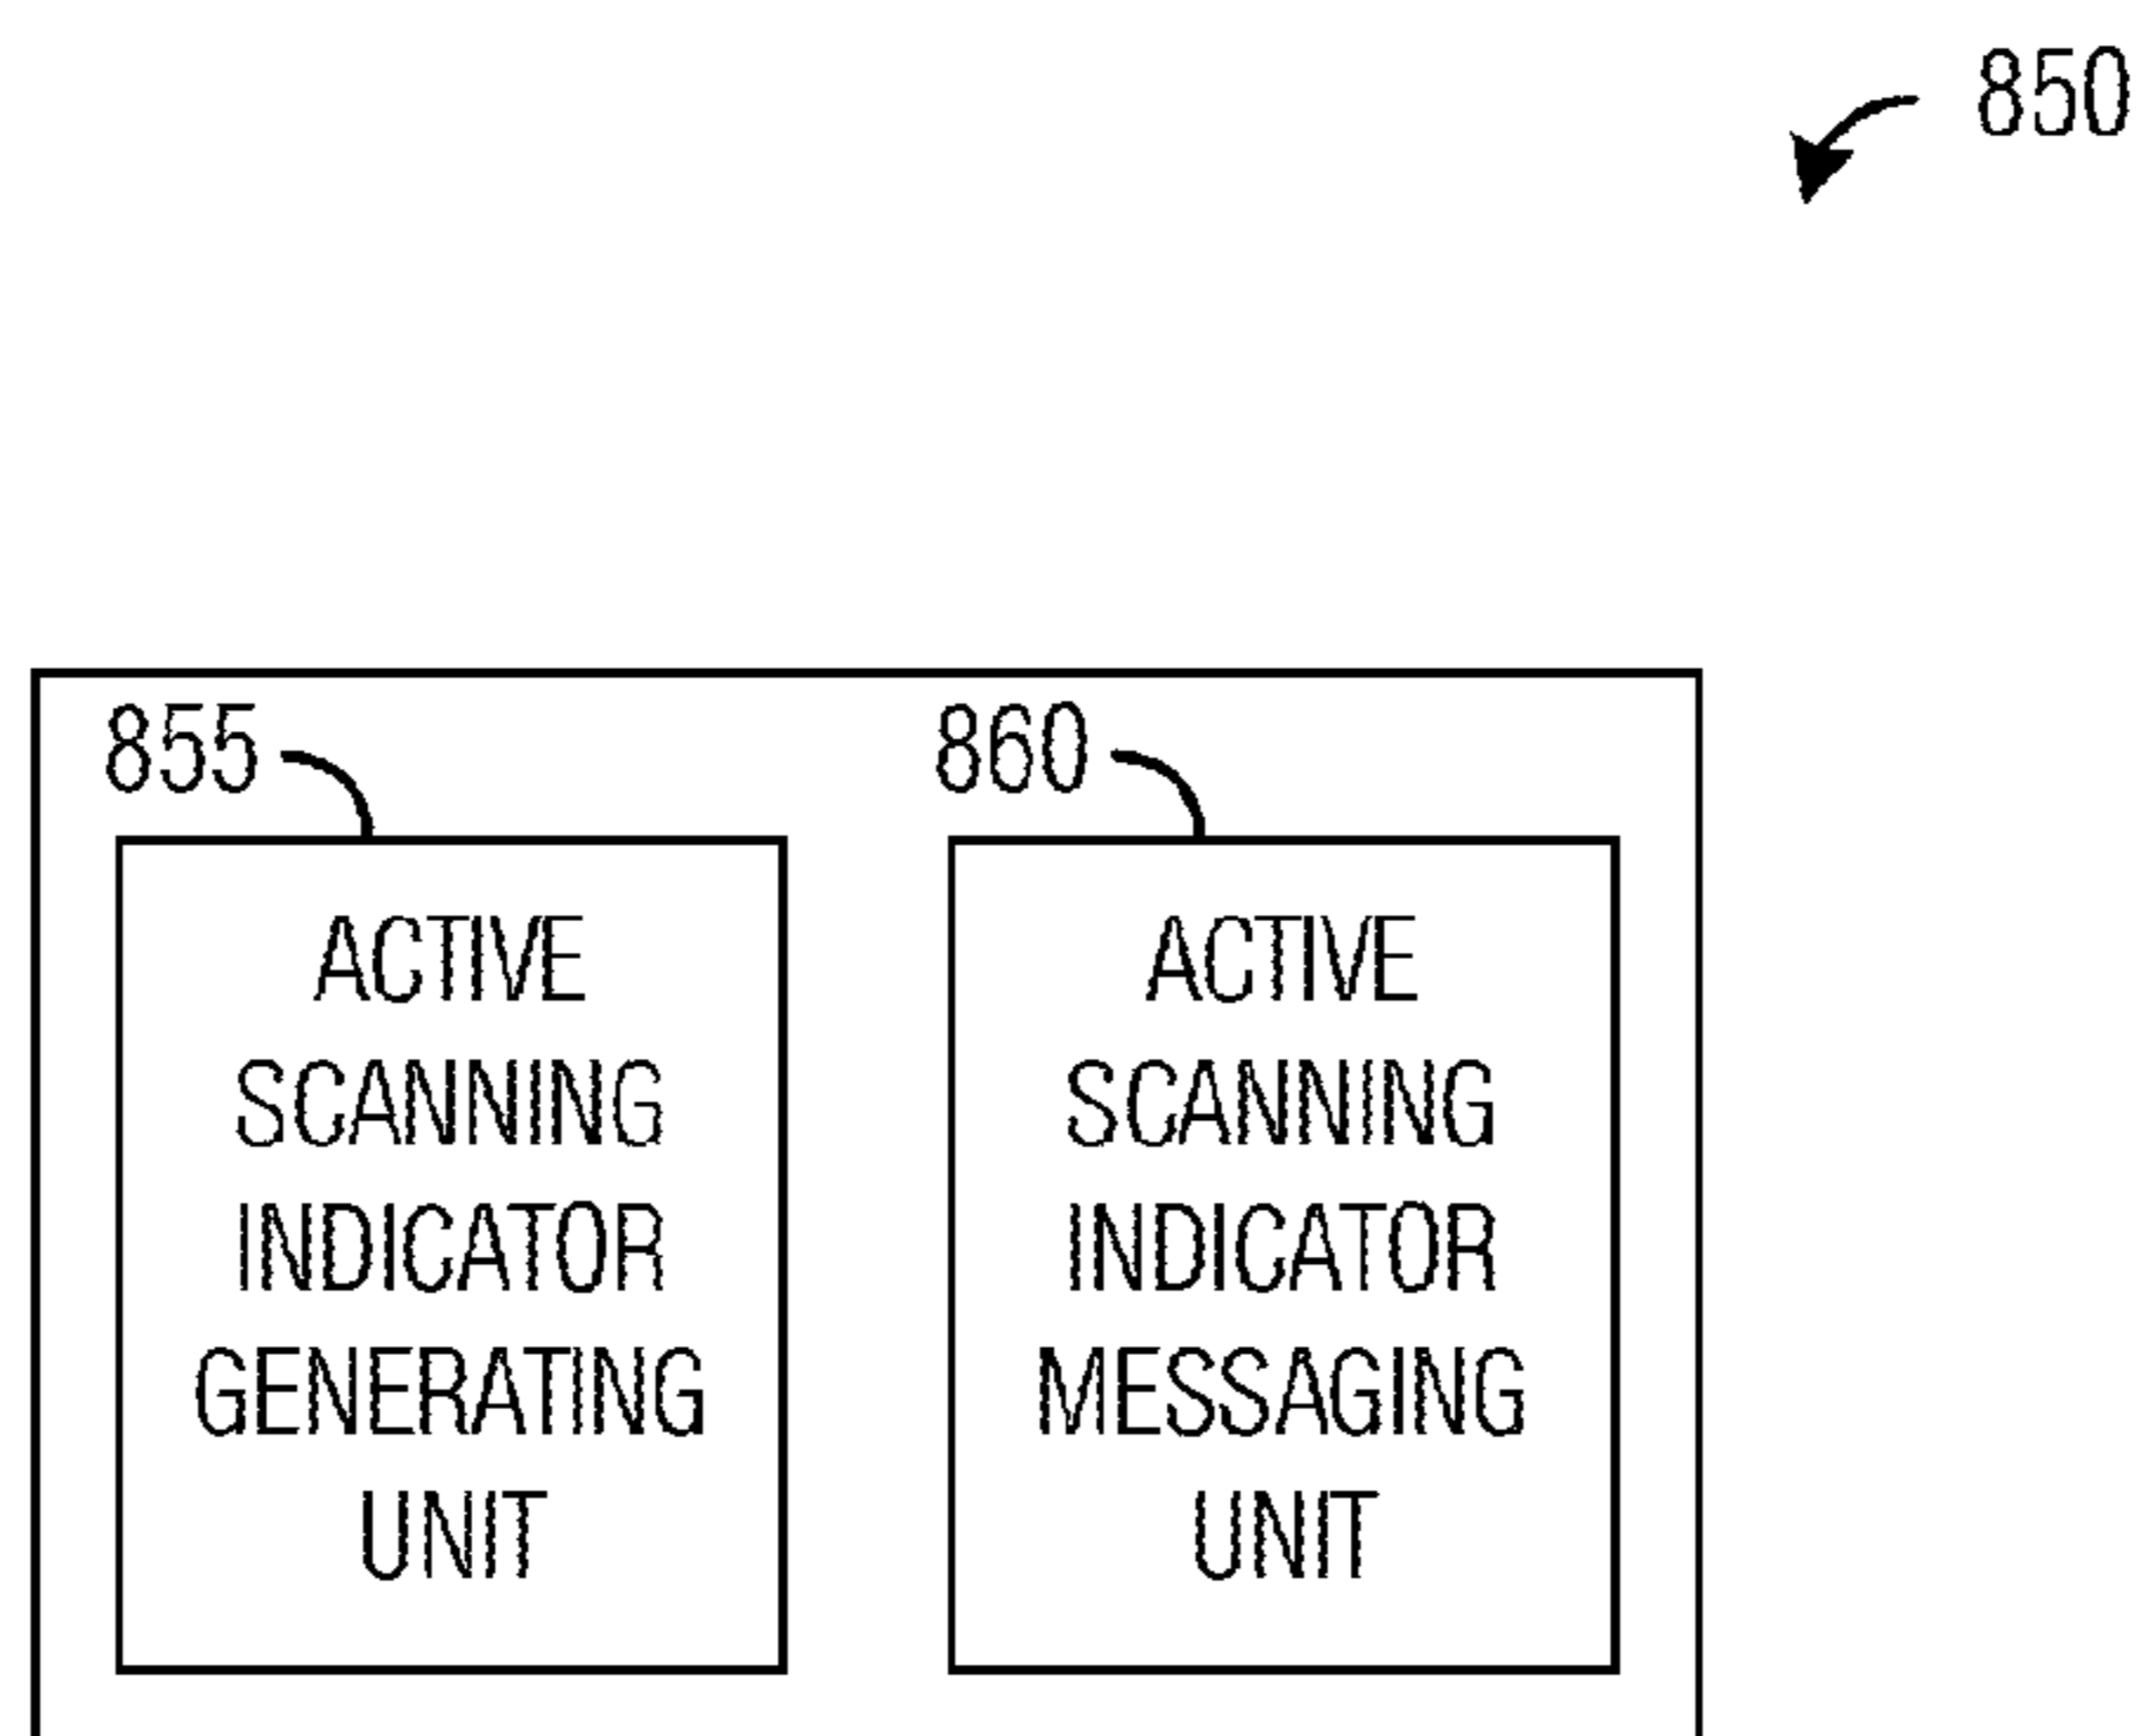 850
855
ACTIVE
SCANNING
INDICATOR
GENERATING
UNIT
860
ACTIVE
SCANNING
INDICATOR
MESSAGING
UNIT